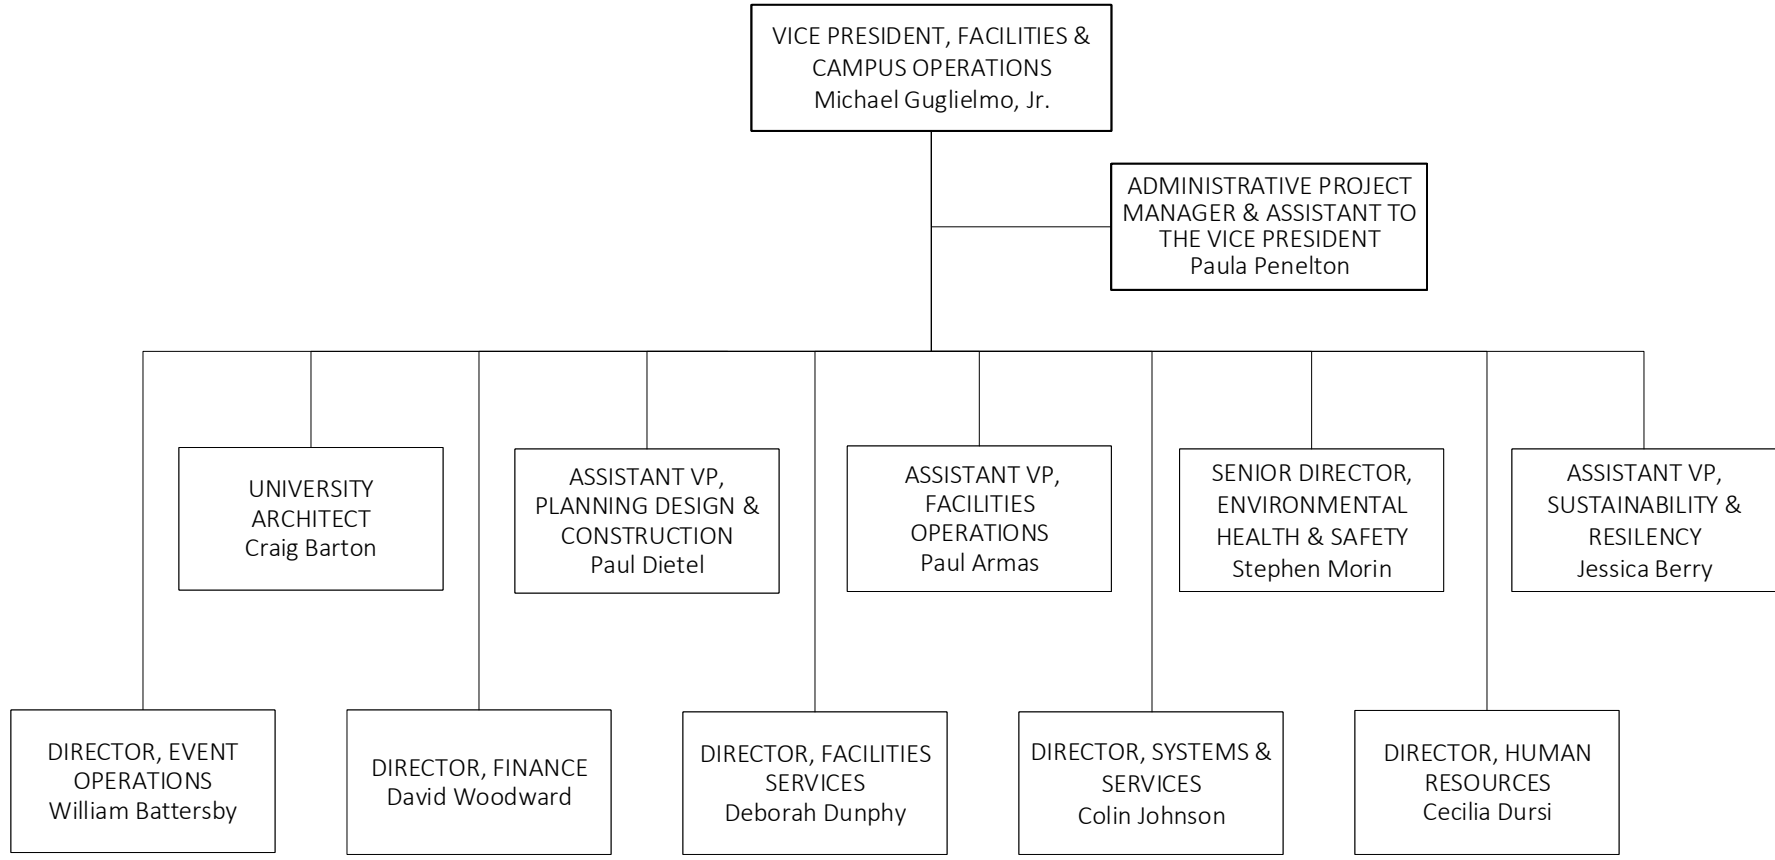 VICE PRESIDENT, FACILITIES &
CAMPUS OPERATIONS
Michael Guglielmo, Jr.
ADMINISTRATIVE PROJECT
MANAGER & ASSISTANT TO
THE VICE PRESIDENT
Paula Penelton
UNIVERSITY
ARCHITECT
Craig Barton
ASSISTANT VP,
PLANNING DESIGN &
CONSTRUCTION
Paul Dietel
ASSISTANT VP,
FACILITIES
OPERATIONS
Paul Armas
SENIOR DIRECTOR,
ENVIRONMENTAL
HEALTH & SAFETY
Stephen Morin
ASSISTANT VP,
SUSTAINABILITY &
RESILENCY
Jessica Berry
DIRECTOR, EVENT
OPERATIONS
William Battersby
DIRECTOR, FINANCE
David Woodward
DIRECTOR, FACILITIES
SERVICES
Deborah Dunphy
DIRECTOR, SYSTEMS &
SERVICES
Colin Johnson
DIRECTOR, HUMAN
RESOURCES
Cecilia Dursi